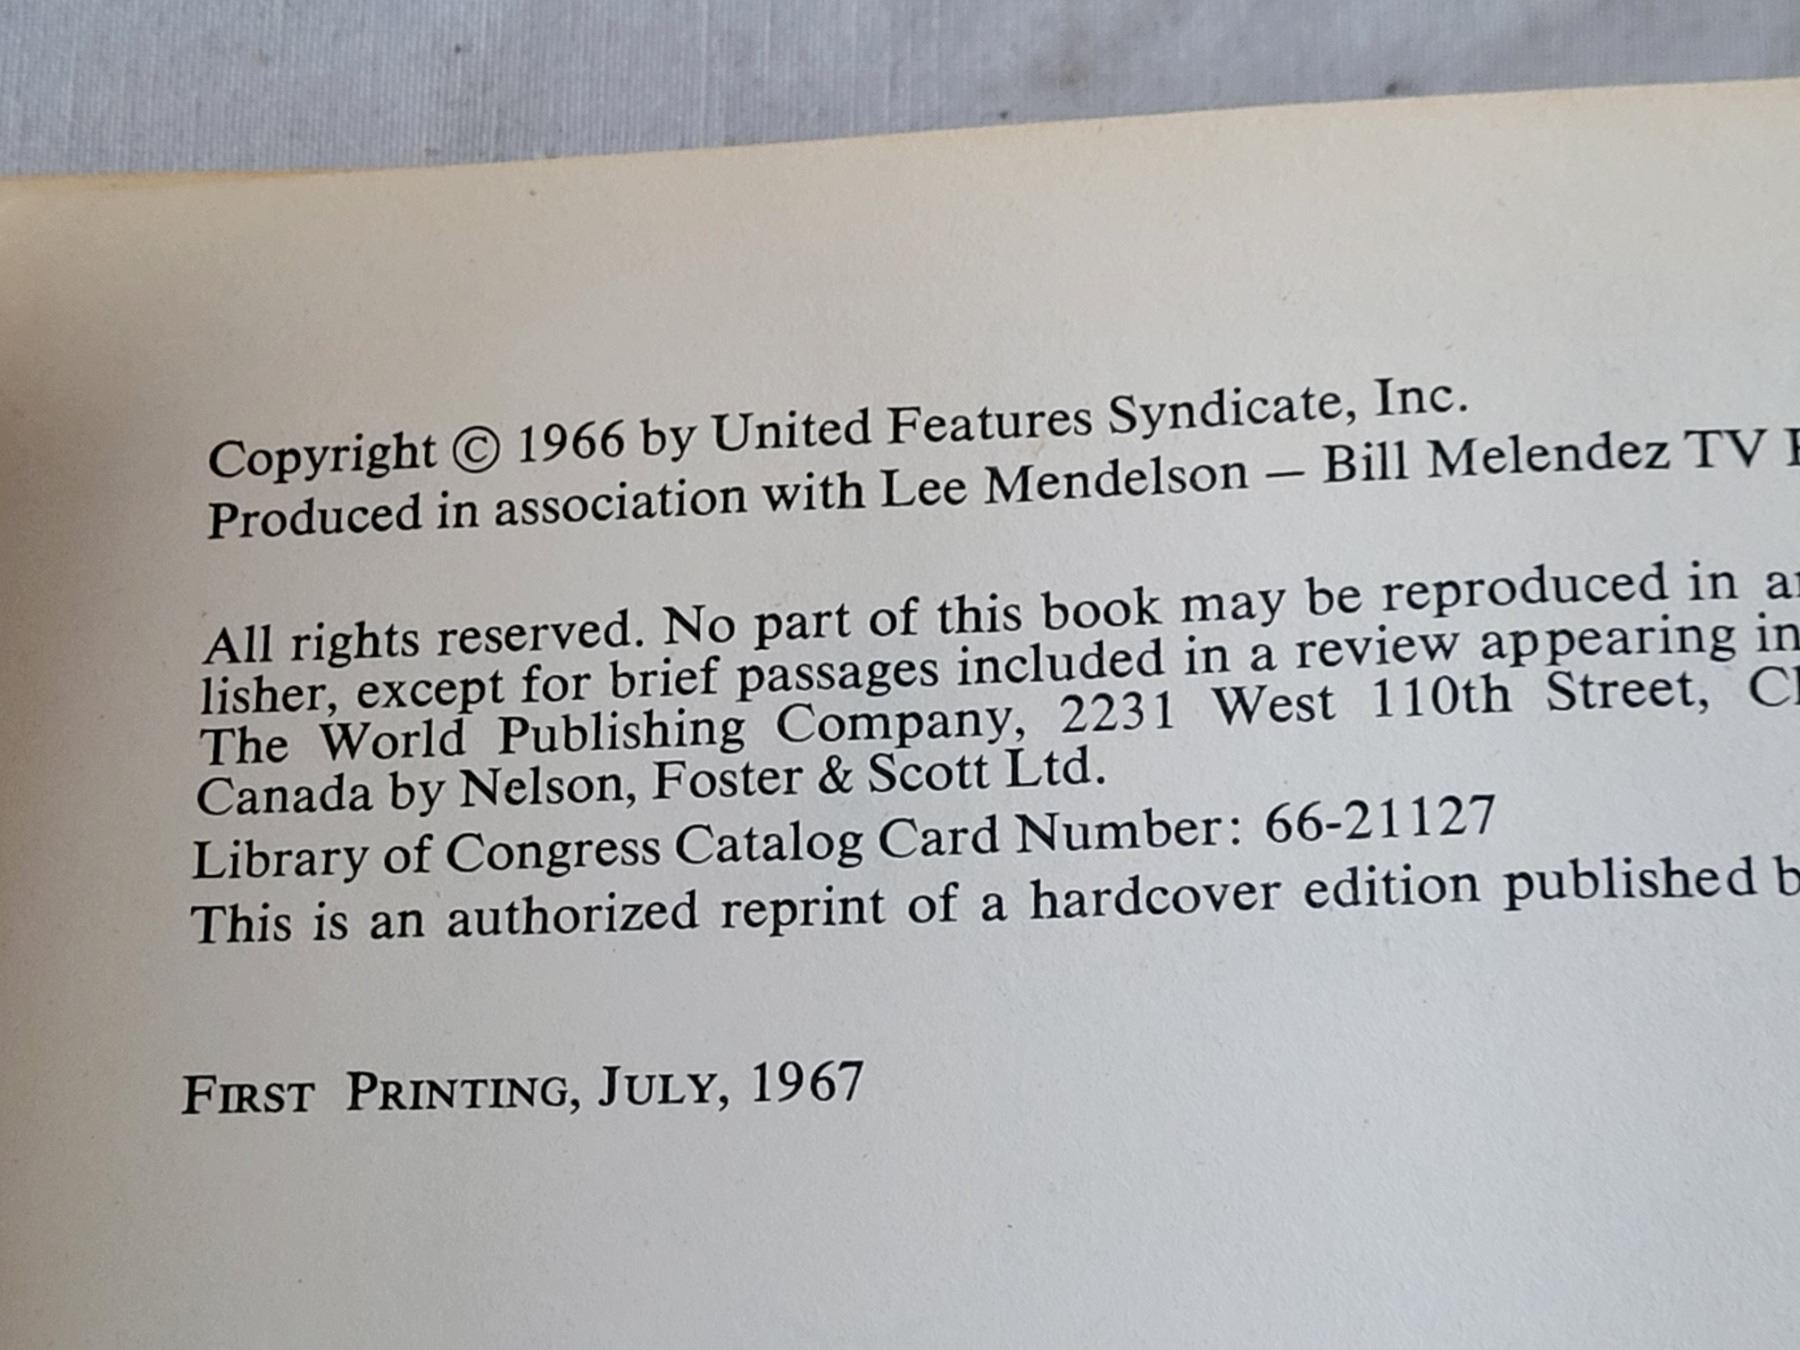 Copyright © 1966 by United Features Syndicate, Inc.
Produced in association with Lee Mendelson — Bill Melendez TV
All rights reserved. No part of this book may be reproduced in
lisher, except for brief passages included in a review appearing in
The World Publishing Company, 2231 West 110th Street,
Canada by Nelson, Foster & Scott Ltd.
Library of Congress Catalog Card Number: 66-21127
This is an authorized reprint of a hardcover edition published
FIRST PRINTING, JULY, 1967